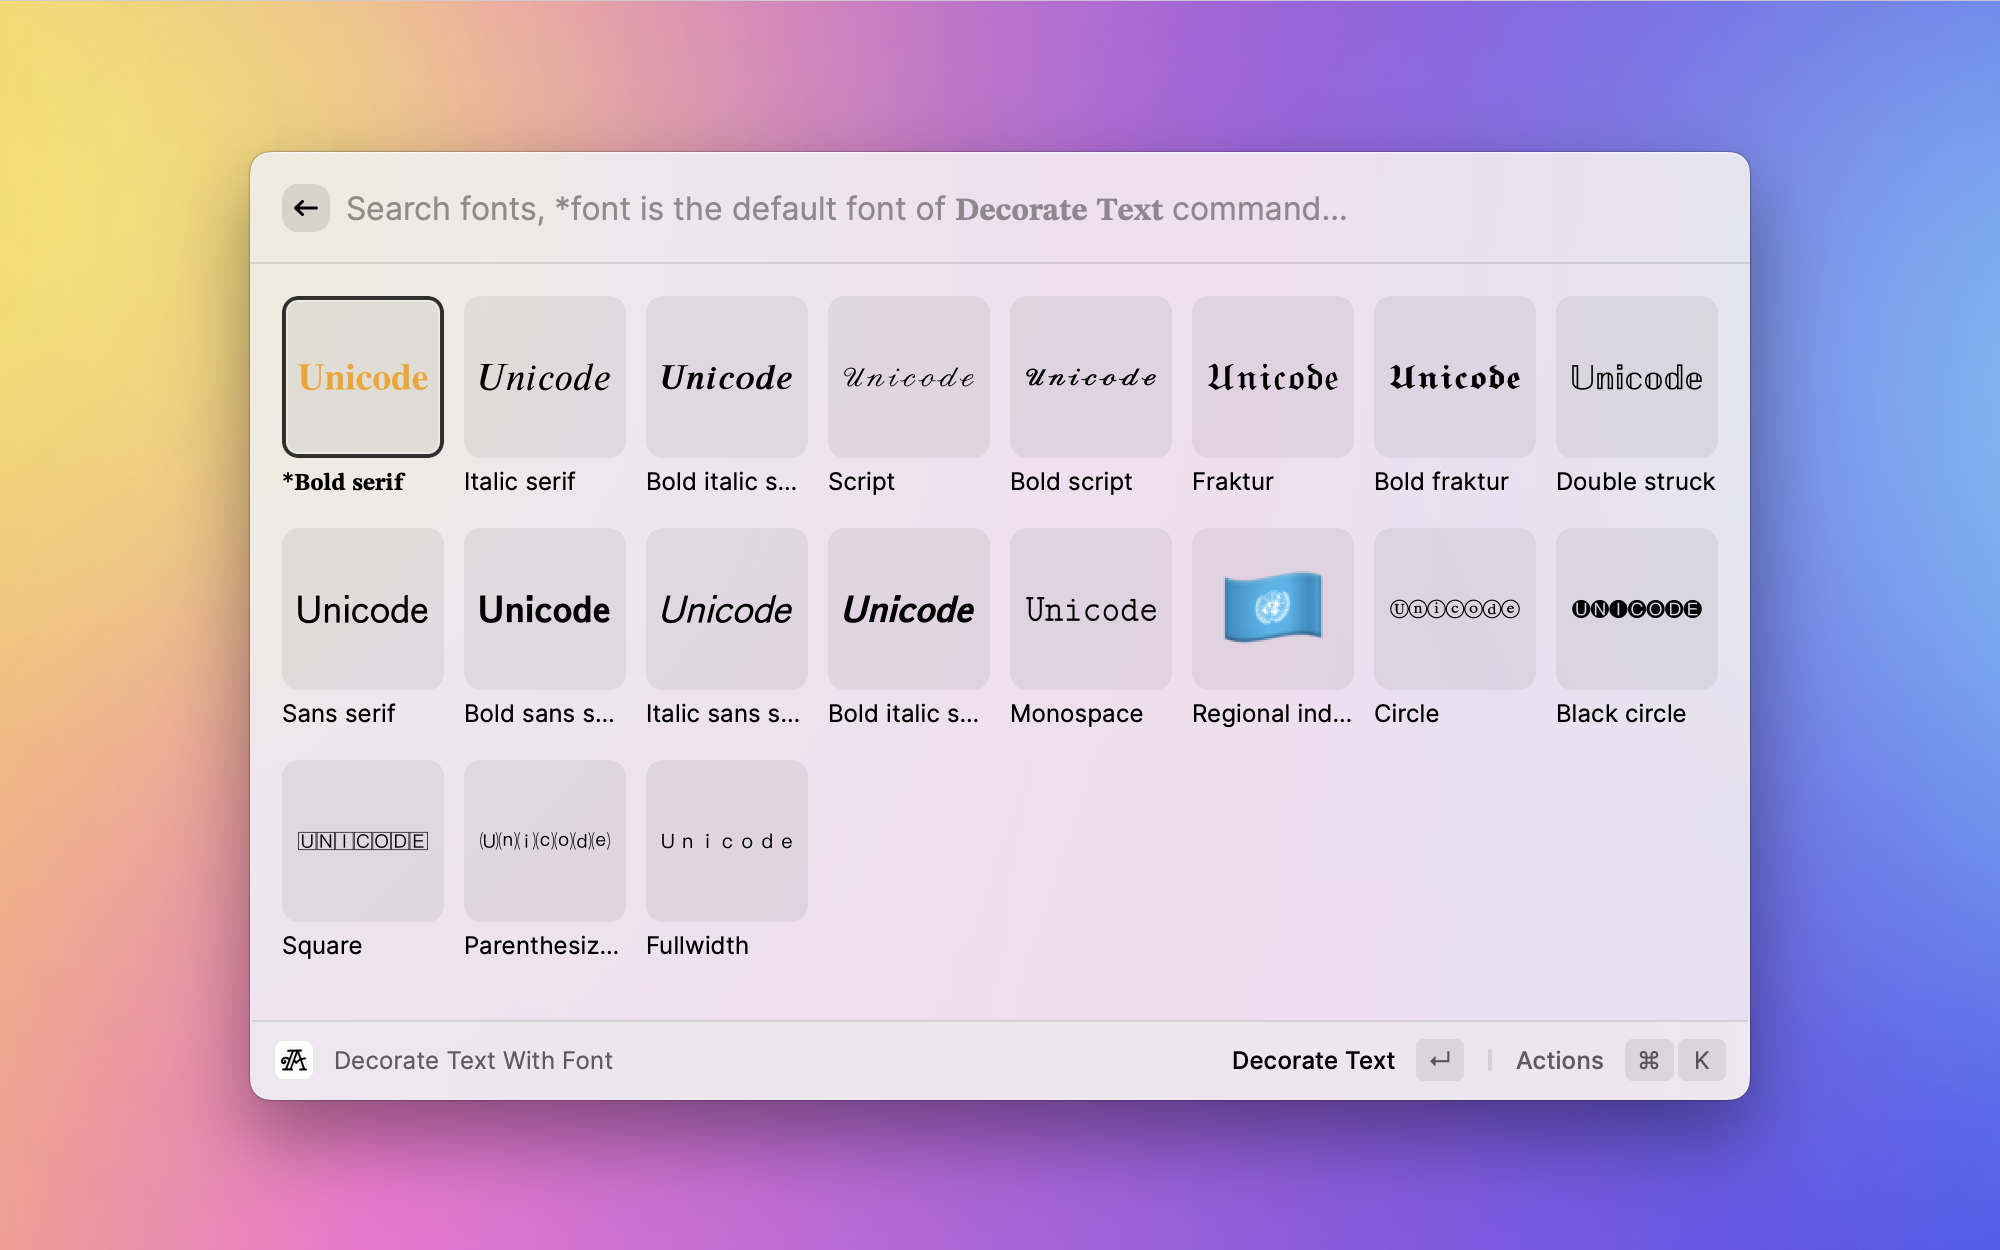 Search fonts, *font is the default font of 𝐃𝐞𝐜𝐨𝐫𝐚𝐭𝐞 𝐓𝐞𝐱𝐭 command...
𝐔𝐧𝐢𝐜𝐨𝐝𝐞 𝑈𝑛𝑖𝑐𝑜𝑑𝑒 𝑼𝒏𝒊𝒄𝒐𝒅𝒆 𝒰𝓃𝒾𝒸ℴ𝒹ℯ 𝓤𝓷𝓲𝓬𝓸𝓭𝓮 𝔘𝔫𝔦𝔠𝔬𝔡𝔢 𝖀𝖓𝖎𝖈𝖔𝖉𝖊 𝕌𝕟𝕚𝕔𝕠𝕕𝕖
*𝐁𝐨𝐥𝐝 𝐬𝐞𝐫𝐢𝐟 Italic serif Bold italic s... Script Bold script Fraktur Bold fraktur Double struck
𝖴𝗇𝗂𝖼𝗈𝖽𝖾 𝗨𝗻𝗶𝗰𝗼𝗱𝗲 𝘜𝘯𝘪𝘤𝘰𝘥𝘦 𝙐𝙣𝙞𝙘𝙤𝙙𝙚 𝚄𝚗𝚒𝚌𝚘𝚍𝚎 Ⓤⓝⓘⓒⓞⓓⓔ 🅤🅝🅘🅒🅞🅓🅔
Sans serif Bold sans s... Italic sans s... Bold italic s... Monospace Regional ind... Circle Black circle
🅄🄽🄸🄲🄾🄳🄴 🄤⒩⒤⒞⒪⒟⒠ Ｕｎｉｃｏｄｅ
Square Parenthesiz... Fullwidth
Decorate Text With Font Decorate Text ↵ Actions ⌘ K